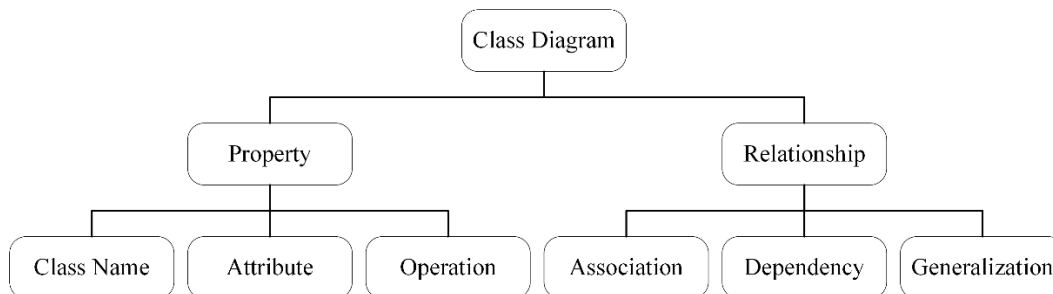 Class Diagram
Property
Relationship
Class Name
Attribute
Operation
Association
Dependency
Generalization